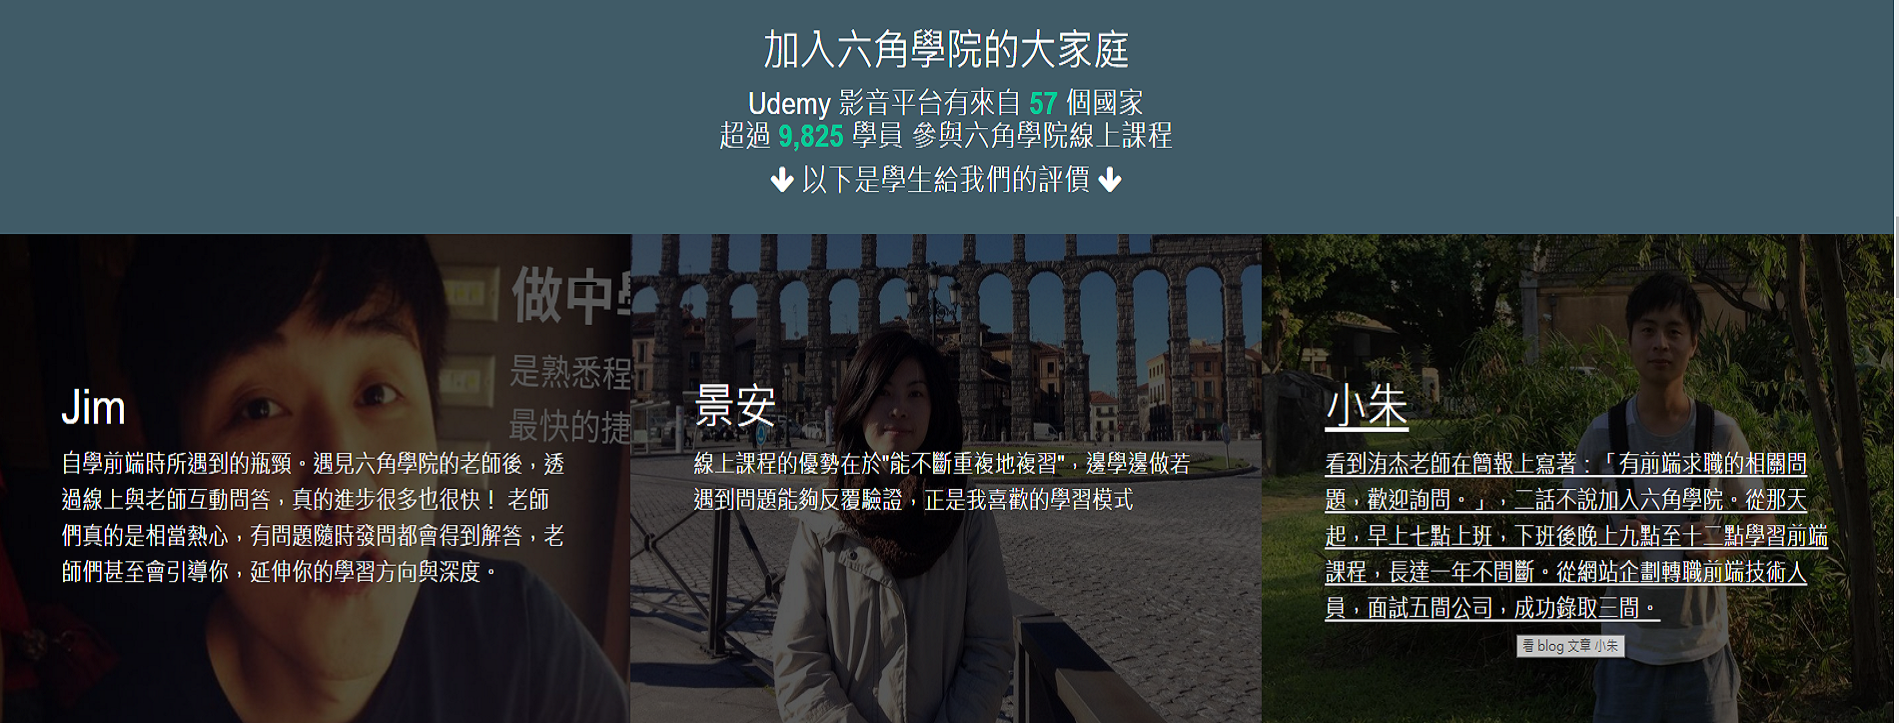 加入六角學院的大家庭
Udemy 影音平台有來自 57 個國家
超過 9,825 學員 參與六角學院線上課程
以下是學生給我們的評價
做中學
是熟悉程
最快的捷
Jim
自學前端時所遇到的瓶頸。遇見六角學院的老師後，透
過線上與老師互動問答，真的進步很多也很快！ 老師
們真的是相當熱心，有問題隨時發問都會得到解答，老
師們甚至會引導你，延伸你的學習方向與深度。
景安
線上課程的優勢在於"能不斷重複地複習"，邊學邊做若
遇到問題能夠反覆驗證，正是我喜歡的學習模式
小朱
看到洧杰老師在簡報上寫著：「有前端求職的相關問
題，歡迎詢問。」，二話不說加入六角學院。從那天
起，早上七點上班，下班後晚上九點至十二點學習前端
課程，長達一年不間斷。從網站企劃轉職前端技術人
員，面試五間公司，成功錄取三間。
看 blog 文章 小朱